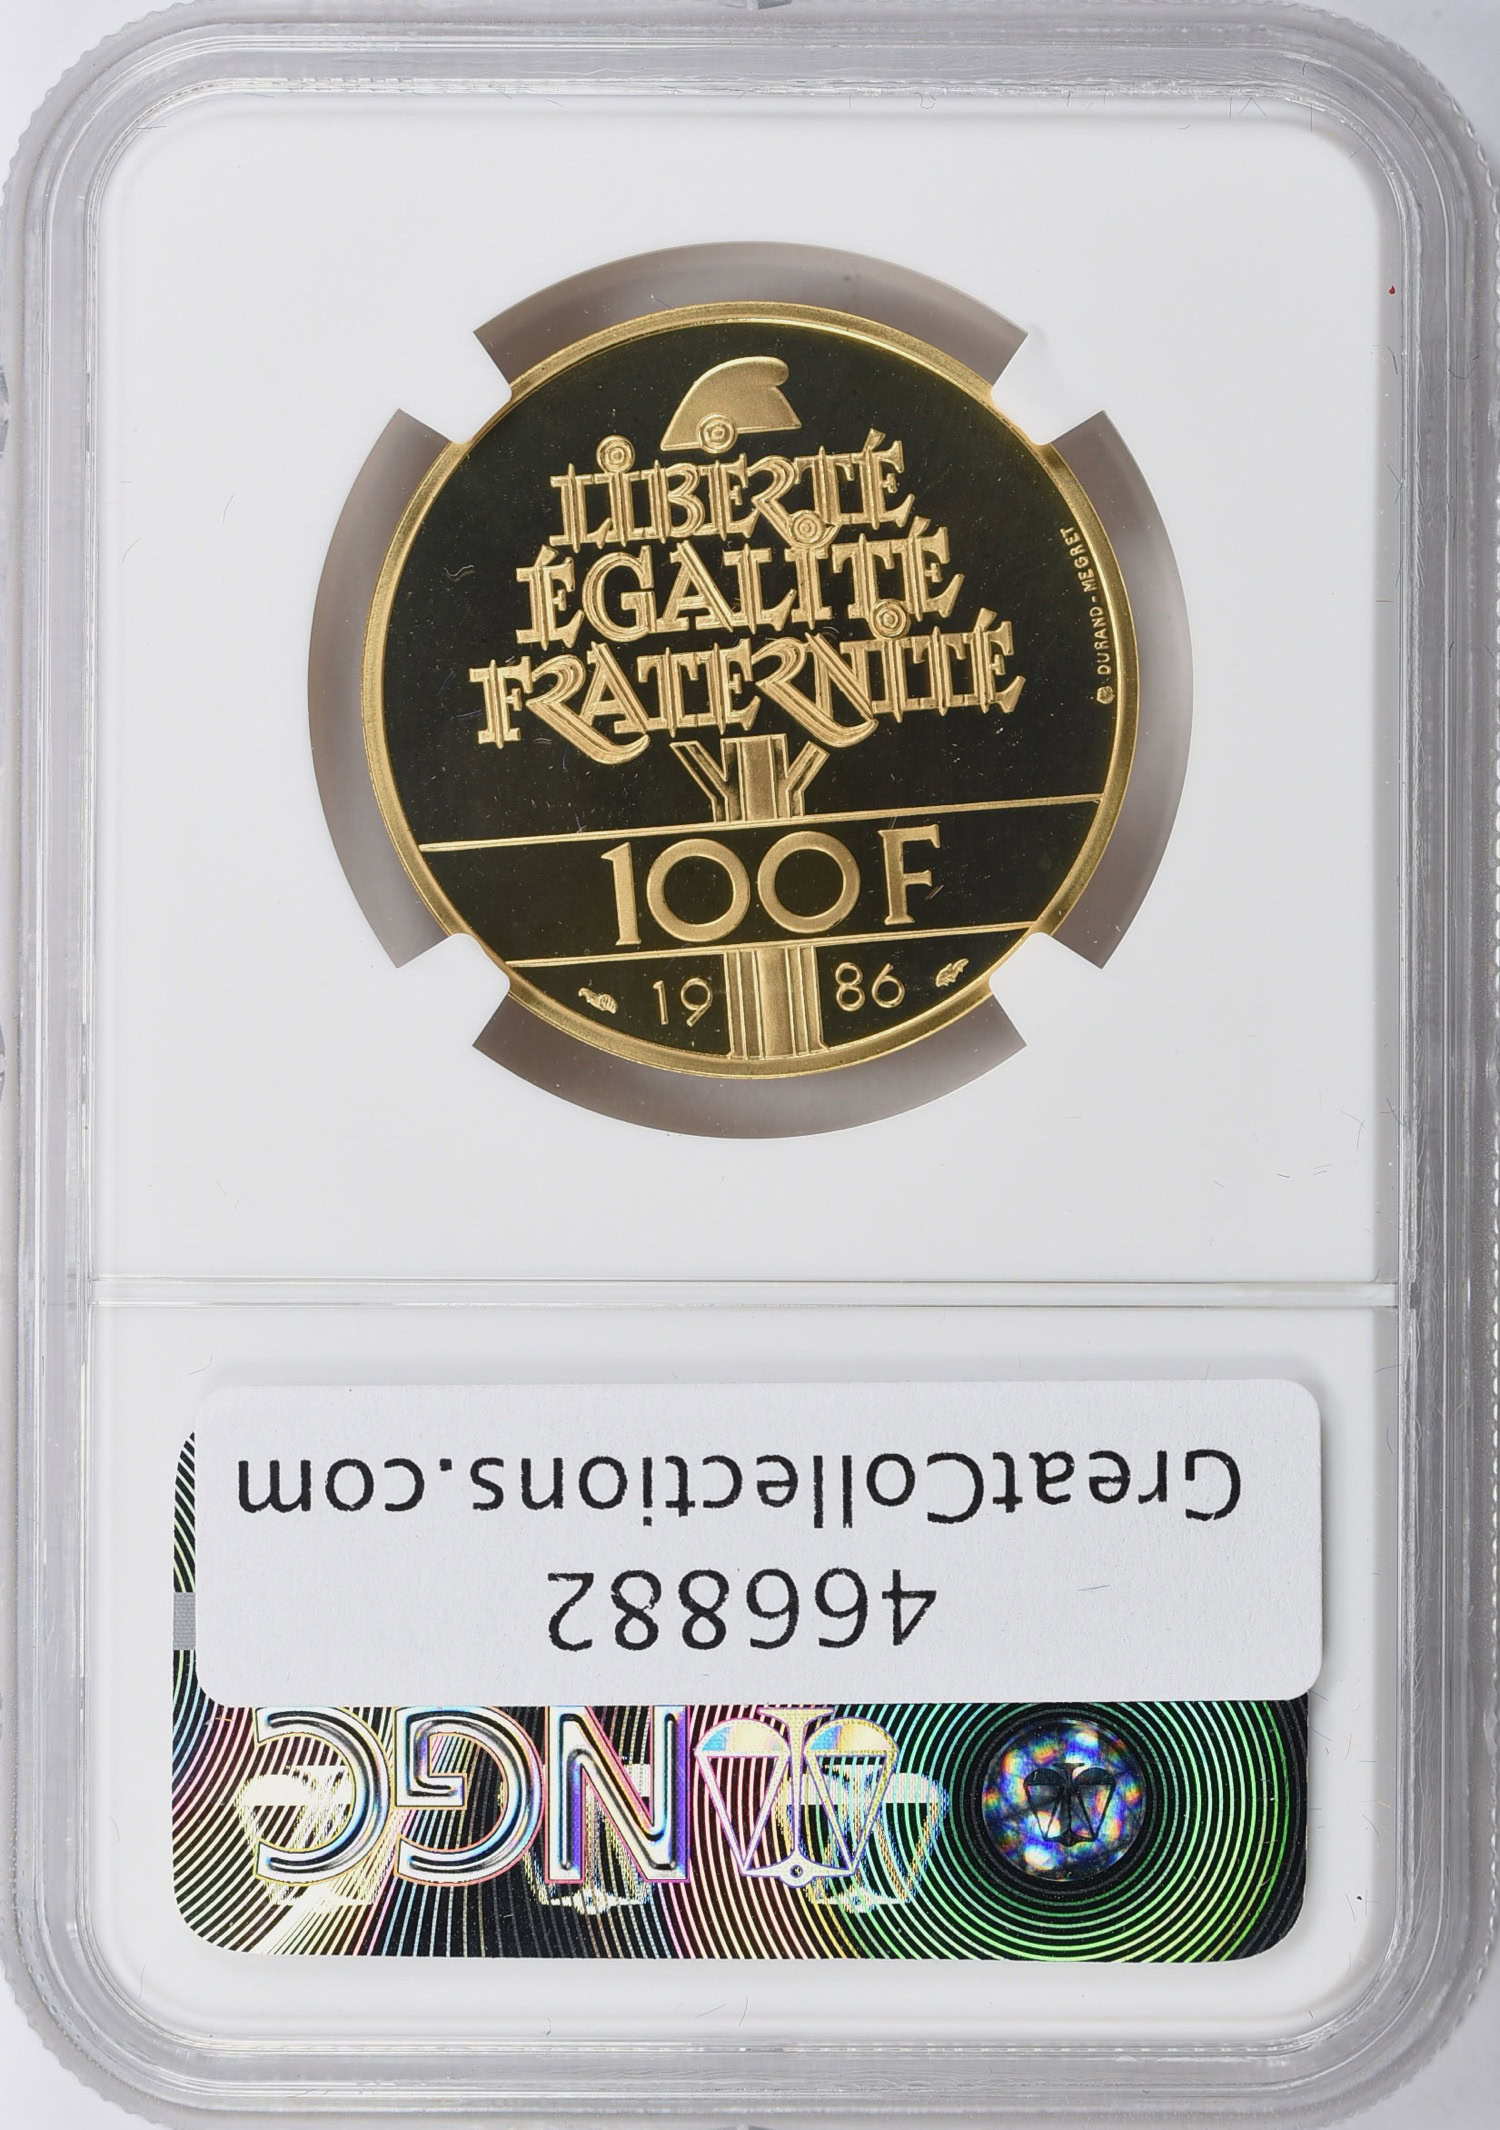 LIBERTÉ
ÉGALITÉ
FRATERNITÉ
DURAND-MEGRET
100F
19 86
GreatCollections.com
466882
NGC